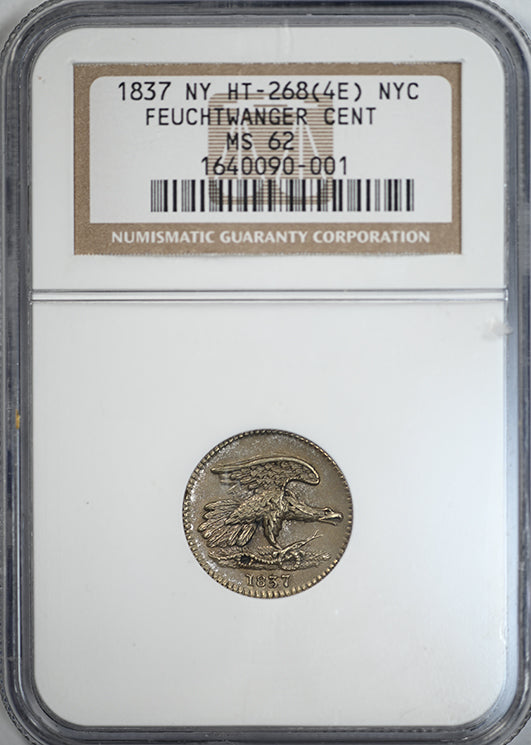 1837 NY HT-268(4E) NYC
FEUCHTWANGER CENT
MS 62
1640090-001
NUMISMATIC GUARANTY CORPORATION
1837